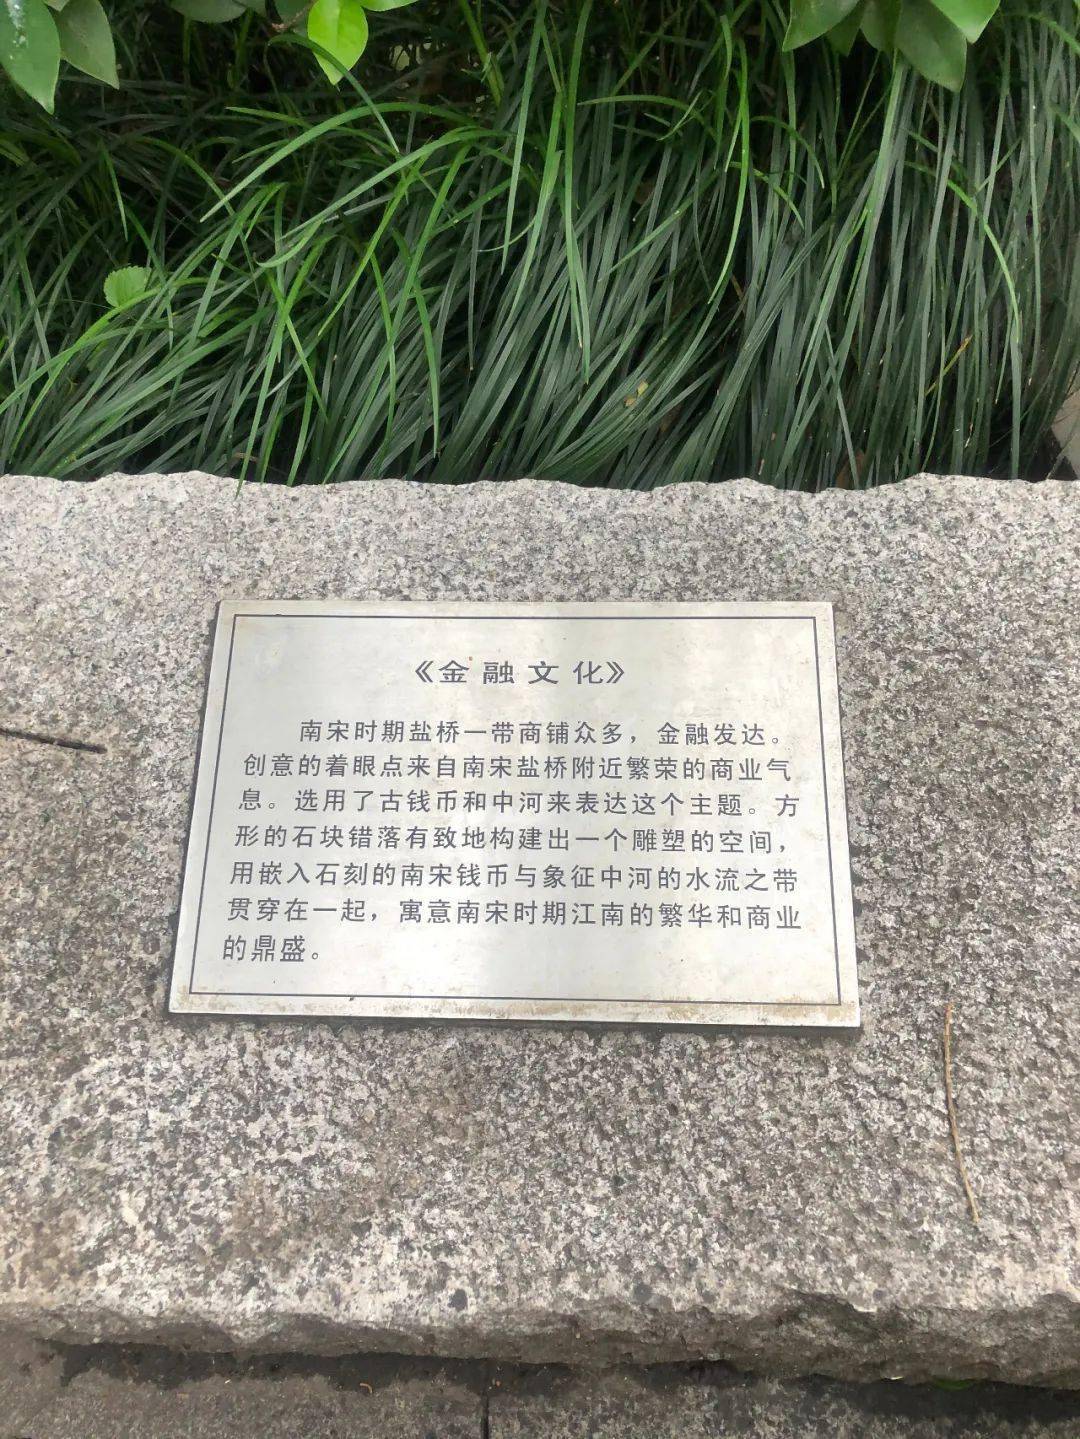 《金融文化》
南宋时期盐桥一带商铺众多，金融发达。
创意的着眼点来自南宋盐桥附近繁荣的商业气
息。选用了古钱币和中河来表达这个主题。方
形的石块错落有致地构建出一个雕塑的空间，
用嵌入石刻的南宋钱币与象征中河的水流之带
贯穿在一起，寓意南宋时期江南的繁华和商业
的鼎盛。